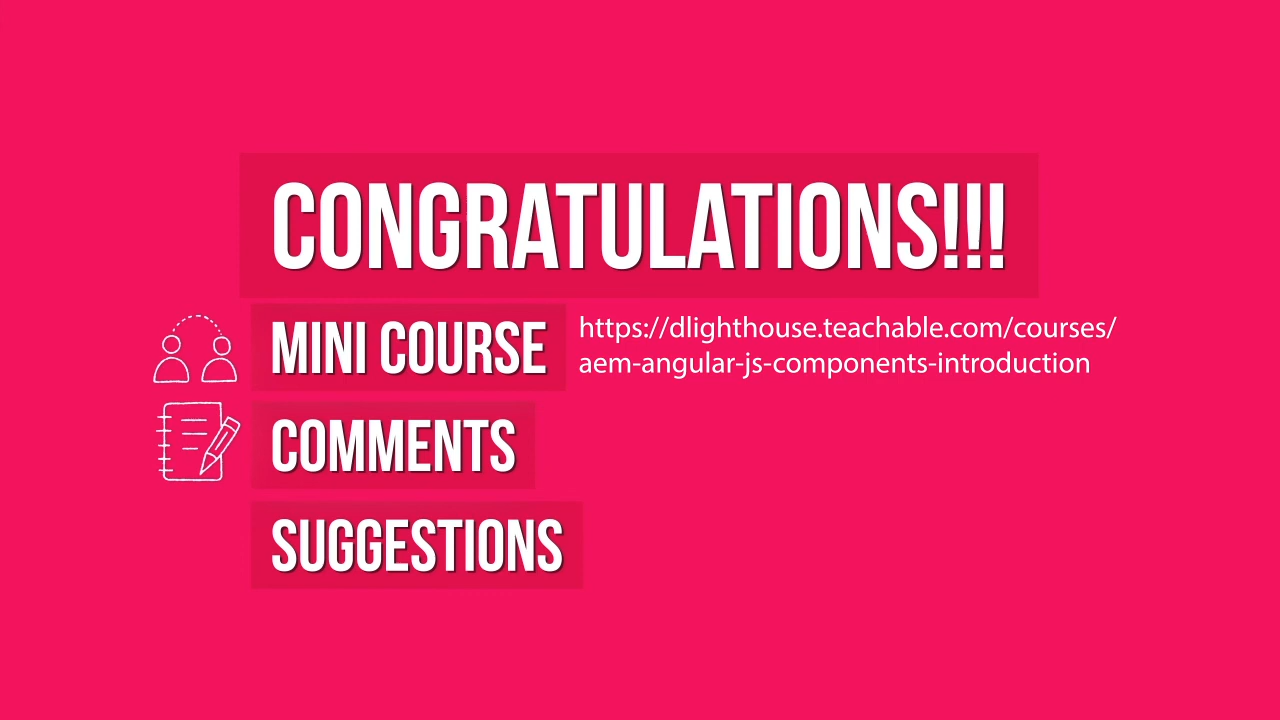 CONGRATULATIONS!!!
MINI COURSE
https://dlighthouse.teachable.com/courses/
aem-angular-js-components-introduction
COMMENTS
SUGGESTIONS